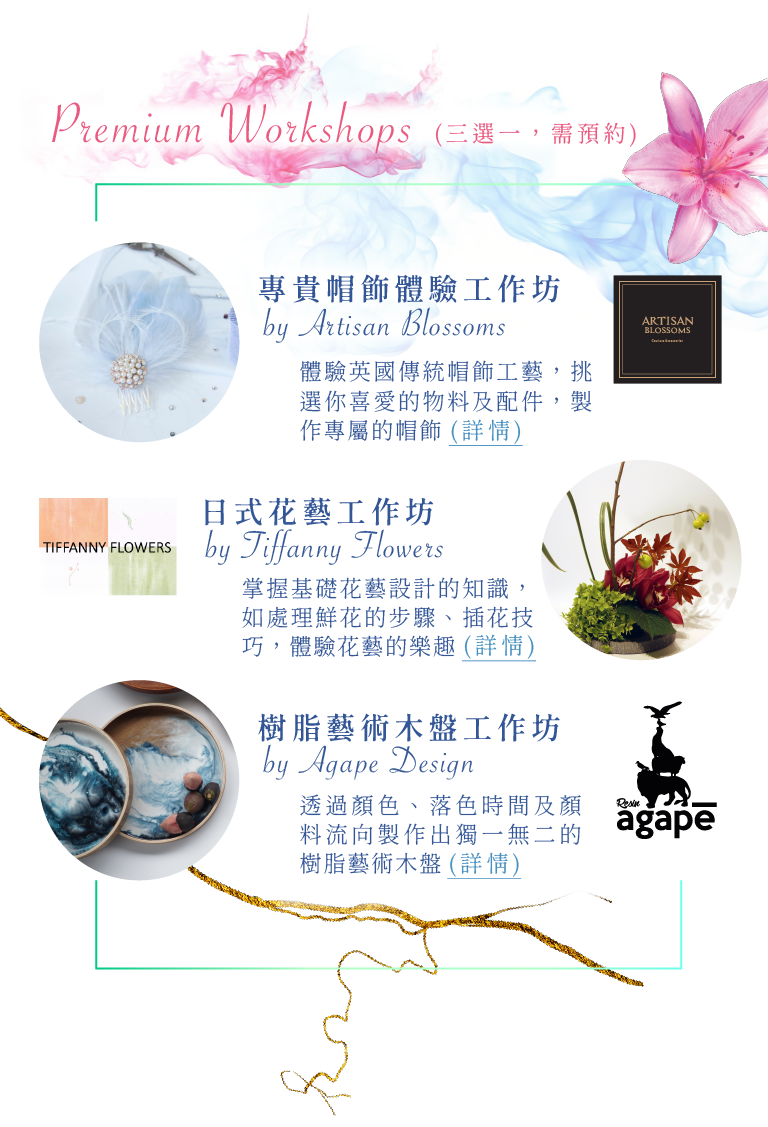 Premium Workshops (三選一，需預約)
專貴帽飾體驗工作坊
by Artisan Blossoms
ARTISAN
BLOSSOMS
體驗英國傳統帽飾工藝，挑
選你喜愛的物料及配件，製
作專屬的帽飾 (詳情)
日式花藝工作坊
by Tiffanny Flowers
TIFFANNY FLOWERS
掌握基礎花藝設計的知識，
如處理鮮花的步驟、插花技
巧，體驗花藝的樂趣 (詳情)
樹脂藝術木盤工作坊
by Agape Design
透過顏色、落色時間及顏
料流向製作出獨一無二的
樹脂藝術木盤 (詳情)
Resin
agapē